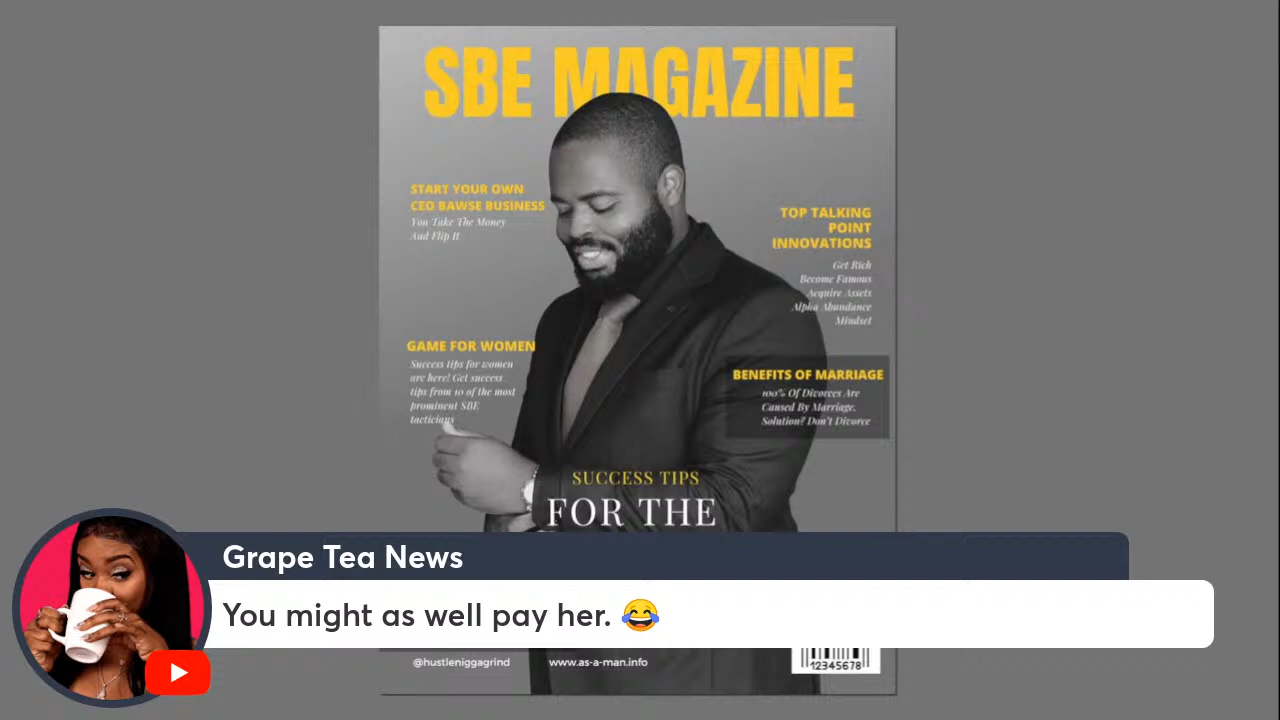 SBE MAGAZINE
START YOUR OWN
CEO BAWSE BUSINESS
You Take The Money
And Flip It
TOP TALKING
POINT
INNOVATIONS
Get Rich
Become Famous
Acquire Assets
Alpha Abundance
Mindset
GAME FOR WOMEN
Success tips for women
are here! Get success
tips from 10 of the most
prominent SBE
tacticians
BENEFITS OF MARRIAGE
100% Of Divorces Are
Caused By Marriage.
Solution? Don't Divorce
SUCCESS TIPS
FOR THE
Grape Tea News
You might as well pay her. 😂
@hustleniggagrind
www.as-a-man.info
12345678